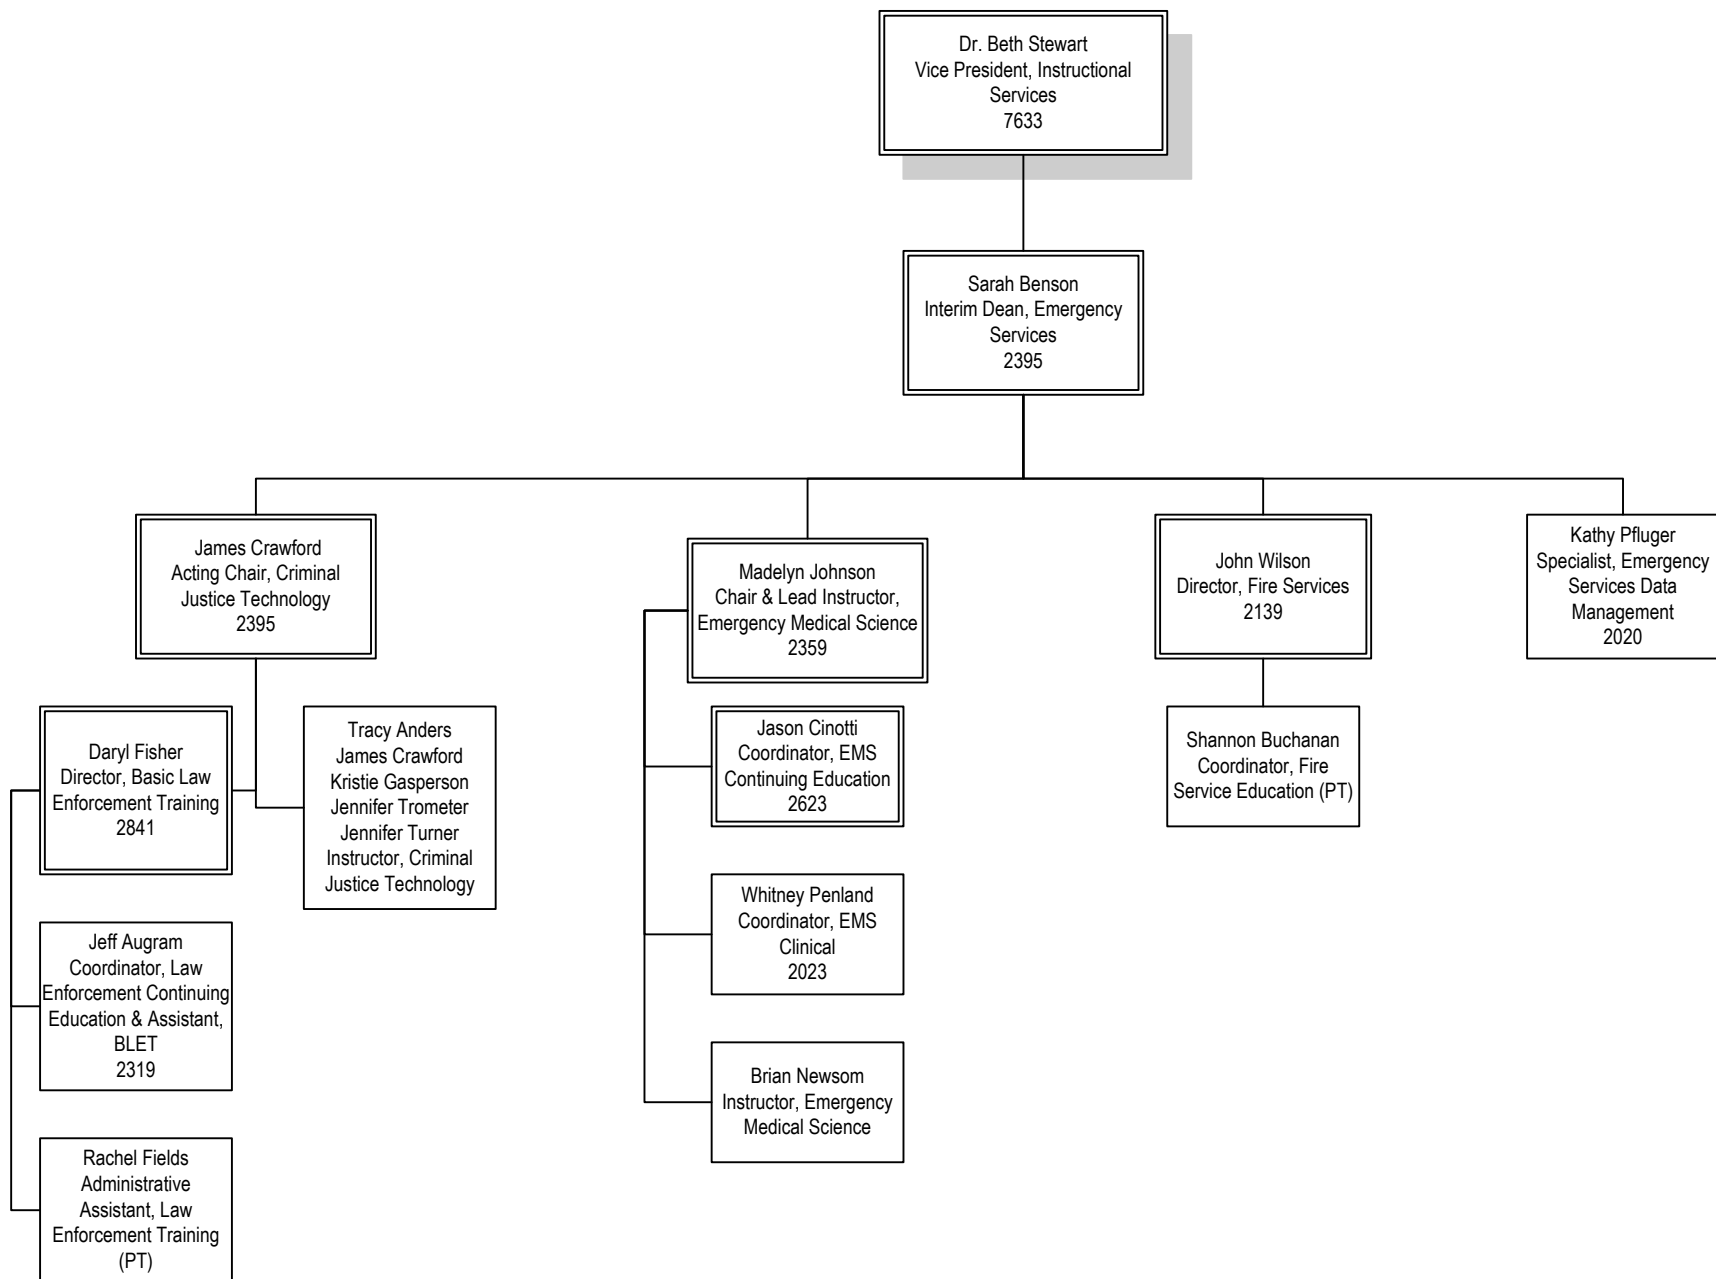 Dr. Beth Stewart
Vice President, Instructional
Services
7633
Sarah Benson
Interim Dean, Emergency
Services
2395
James Crawford
Acting Chair, Criminal
Justice Technology
2395
Madelyn Johnson
Chair & Lead Instructor,
Emergency Medical Science
2359
John Wilson
Director, Fire Services
2139
Kathy Pfluger
Specialist, Emergency
Services Data
Management
2020
Daryl Fisher
Director, Basic Law
Enforcement Training
2841
Tracy Anders
James Crawford
Kristie Gasperson
Jennifer Trometer
Jennifer Turner
Instructor, Criminal
Justice Technology
Jason Cinotti
Coordinator, EMS
Continuing Education
2623
Shannon Buchanan
Coordinator, Fire
Service Education (PT)
Jeff Augram
Coordinator, Law
Enforcement Continuing
Education & Assistant,
BLET
2319
Whitney Penland
Coordinator, EMS
Clinical
2023
Brian Newsom
Instructor, Emergency
Medical Science
Rachel Fields
Administrative
Assistant, Law
Enforcement Training
(PT)